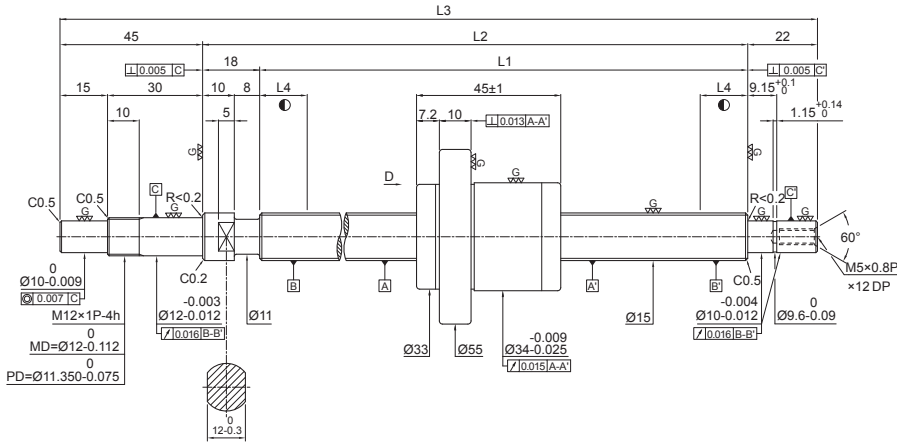 L3
45 L2 22
⊥ 0.005 C 18 L1 ⊥ 0.005 C'
15 30 10 8 L4 45±1 L4 9.15 +0.1 0
10 5 7.2 10 ⊥ 0.013 A-A' 1.15 +0.14 0
G G G
C0.5 C0.5 C R<0.2 D R<0.2 C'
G G G G G G
60°
C0.2 C0.5
M5×0.8P
×12DP
B A A' B'
0
Ø10-0.009
◎ 0.007 C
-0.003
Ø12-0.012
↗ 0.016 B-B'
Ø11
Ø15
-0.004
Ø10-0.012
↗ 0.016 B-B'
0
Ø9.6-0.09
M12×1P-4h
0
MD=Ø12-0.112
0
PD=Ø11.350-0.075
Ø33 Ø55
-0.009
Ø34-0.025
↗ 0.015 A-A'
0
12-0.3